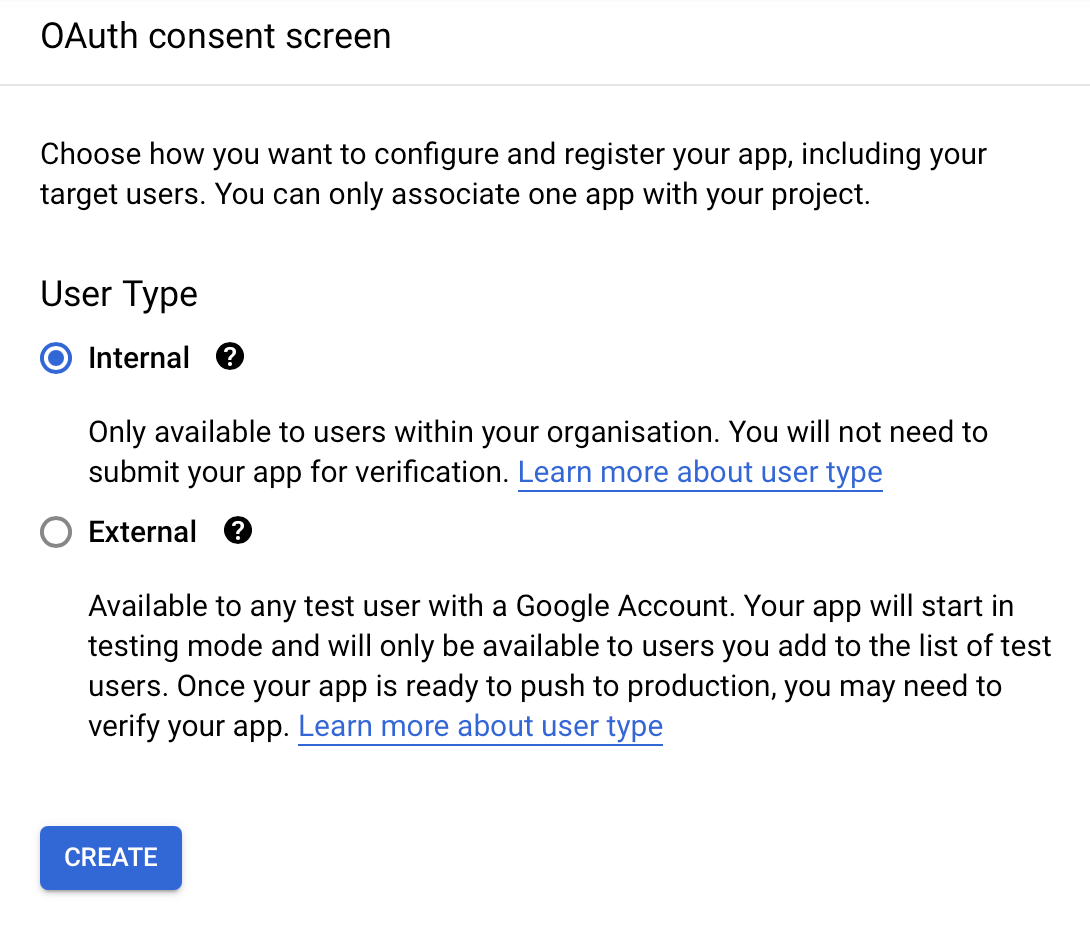 OAuth consent screen
Choose how you want to configure and register your app, including your
target users. You can only associate one app with your project.
User Type
Internal
Only available to users within your organisation. You will not need to
submit your app for verification. Learn more about user type
External
Available to any test user with a Google Account. Your app will start in
testing mode and will only be available to users you add to the list of test
users. Once your app is ready to push to production, you may need to
verify your app. Learn more about user type
CREATE